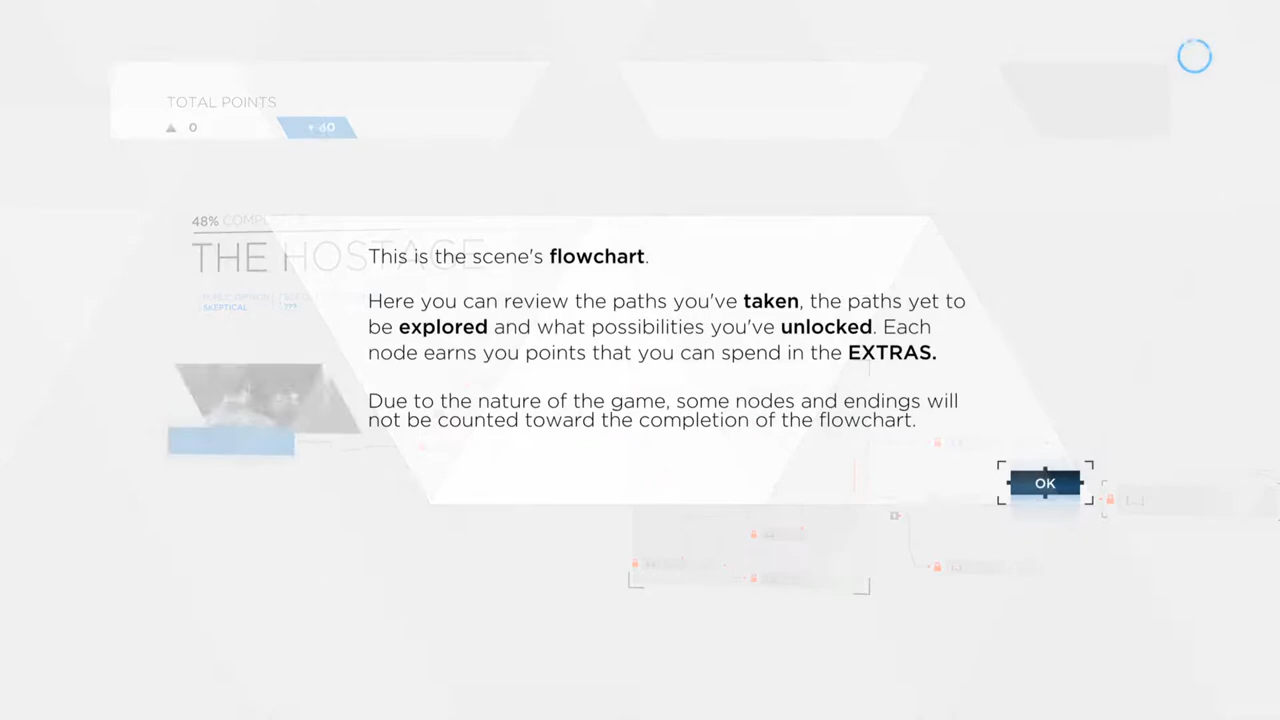 TOTAL POINTS
0
48% COMPL
THE HOSTAGE
This is the scene's flowchart.
SKEPTICAL ???
Here you can review the paths you've taken, the paths yet to
be explored and what possibilities you've unlocked. Each
node earns you points that you can spend in the EXTRAS.
Due to the nature of the game, some nodes and endings will
not be counted toward the completion of the flowchart.
OK